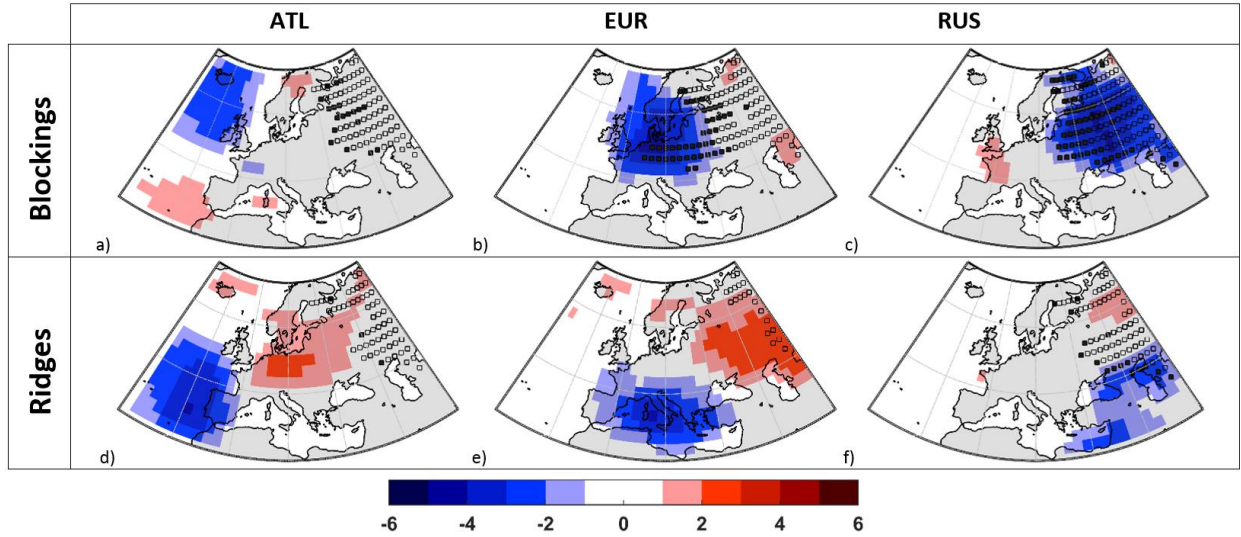 ATL EUR RUS
Blockings
a) b) c)
Ridges
d) e) f)
-6 -4 -2 0 2 4 6